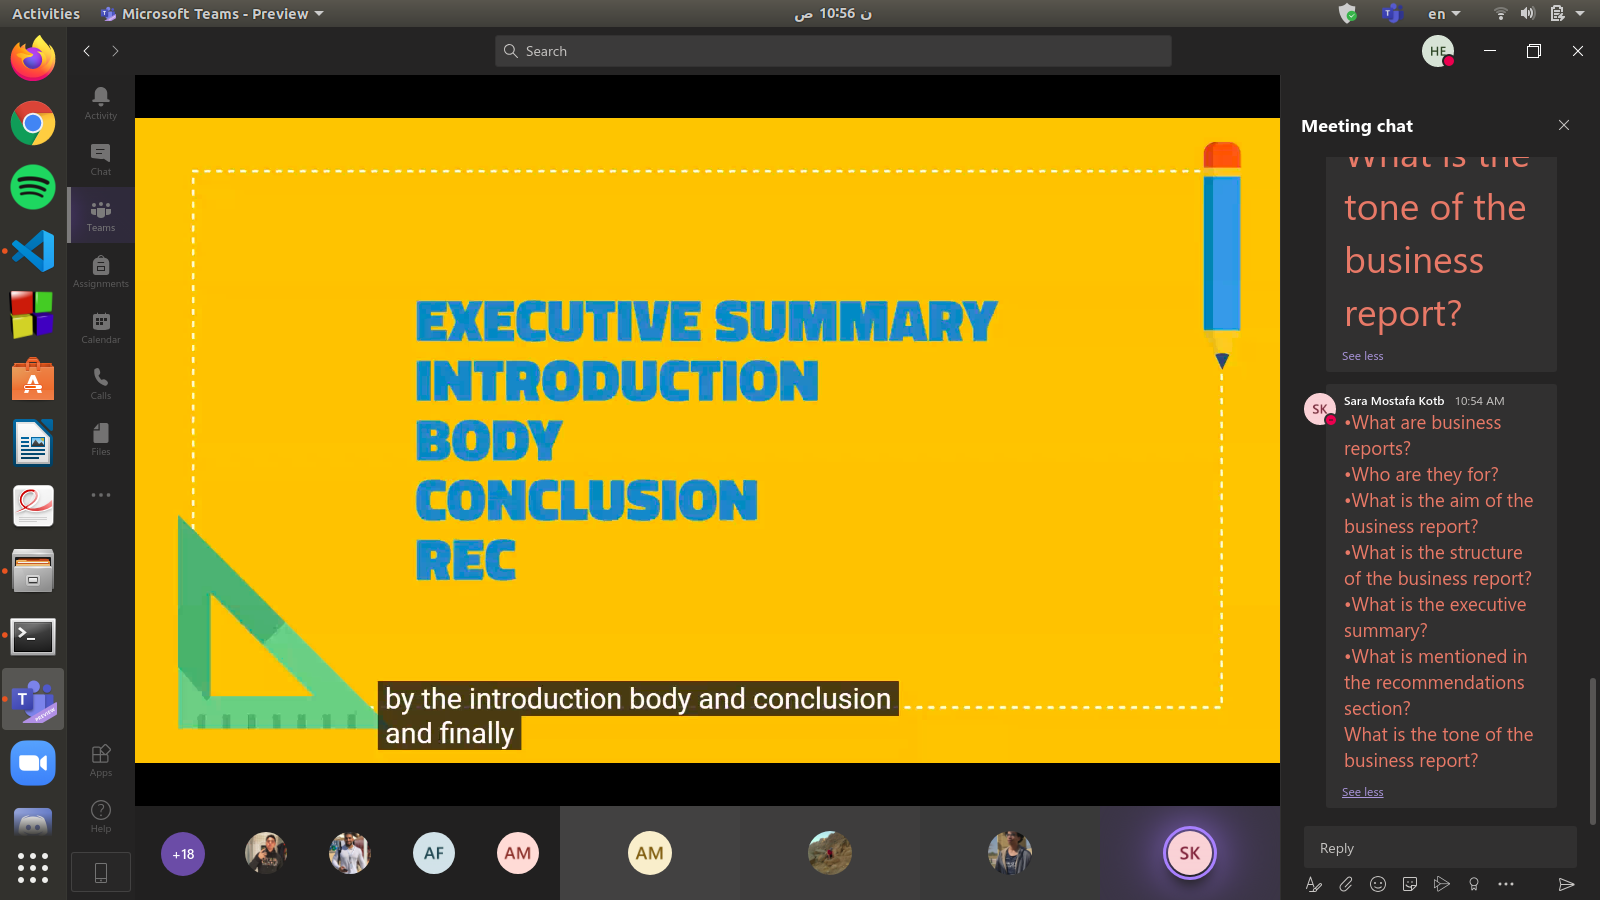 Activities
Microsoft Teams - Preview
ن 10:56 ص
en
Search
HF
Activity
Chat
Teams
Assignments
Calendar
Calls
Files
Apps
Help
EXECUTIVE SUMMARY
INTRODUCTION
BODY
CONCLUSION
REC
by the introduction body and conclusion
and finally
+18
AF
AM
AM
SK
Meeting chat
What is the
tone of the
business
report?
See less
SK
Sara Mostafa Kotb 10:54 AM
•What are business
reports?
•Who are they for?
•What is the aim of the
business report?
•What is the structure
of the business report?
•What is the executive
summary?
•What is mentioned in
the recommendations
section?
What is the tone of the
business report?
See less
Reply